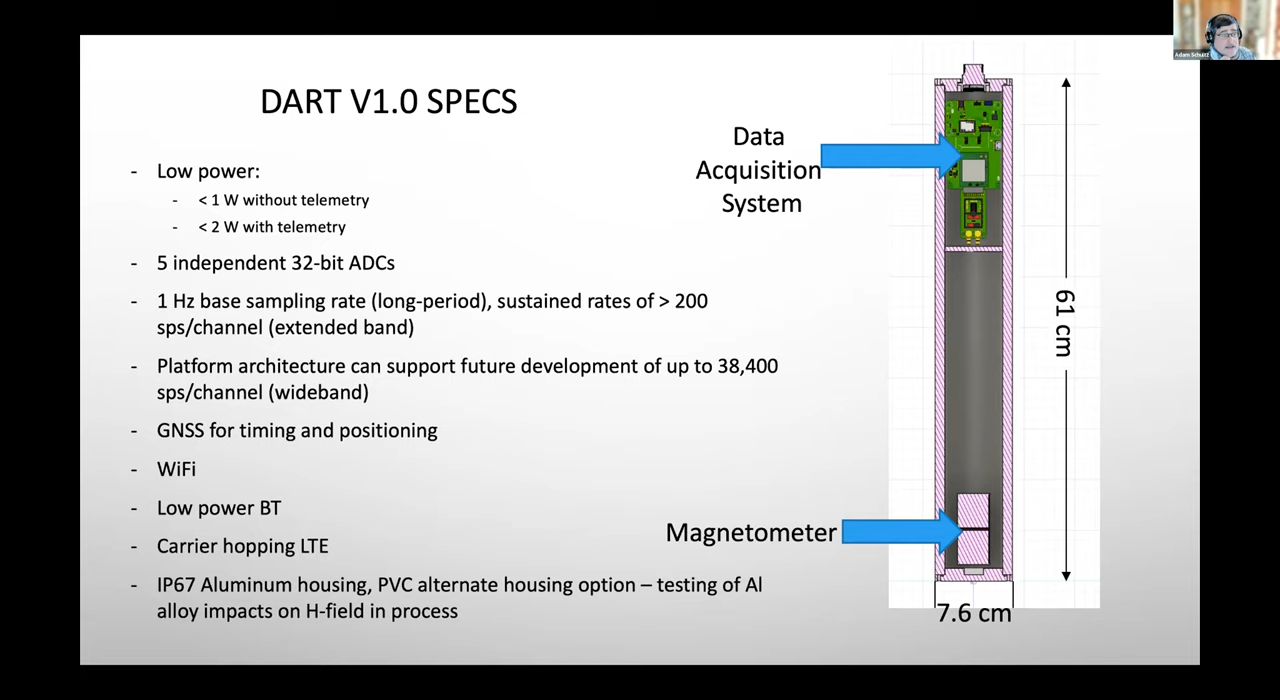 DART V1.0 SPECS
- Low power:
- < 1 W without telemetry
- < 2 W with telemetry
- 5 independent 32-bit ADCs
- 1 Hz base sampling rate (long-period), sustained rates of > 200
sps/channel (extended band)
- Platform architecture can support future development of up to 38,400
sps/channel (wideband)
- GNSS for timing and positioning
- WiFi
- Low power BT
- Carrier hopping LTE
- IP67 Aluminum housing, PVC alternate housing option – testing of Al
alloy impacts on H-field in process
Data
Acquisition
System
Magnetometer
61 cm
7.6 cm
Adam Schultz